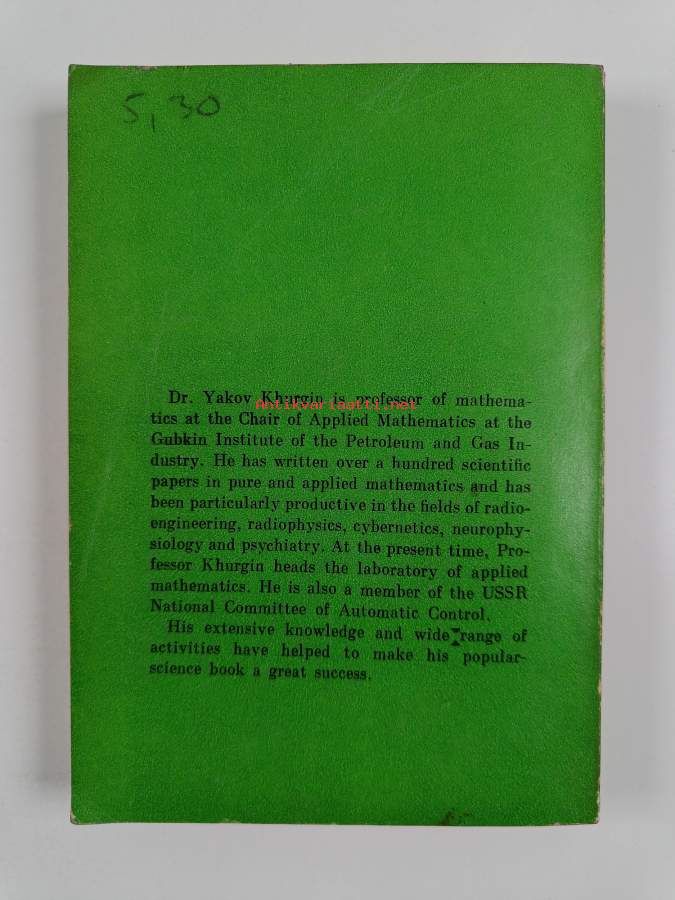 5,30
Dr. Yakov Khurgin is professor of mathema-
Antikvariaatti.net
tics at the Chair of Applied Mathematics at the
Gubkin Institute of the Petroleum and Gas In-
dustry. He has written over a hundred scientific
papers in pure and applied mathematics and has
been particularly productive in the fields of radio-
engineering, radiophysics, cybernetics, neurophy-
siology and psychiatry. At the present time, Pro-
fessor Khurgin heads the laboratory of applied
mathematics. He is also a member of the USSR
National Committee of Automatic Control.
His extensive knowledge and wide range of
activities have helped to make his popular-
science book a great success.